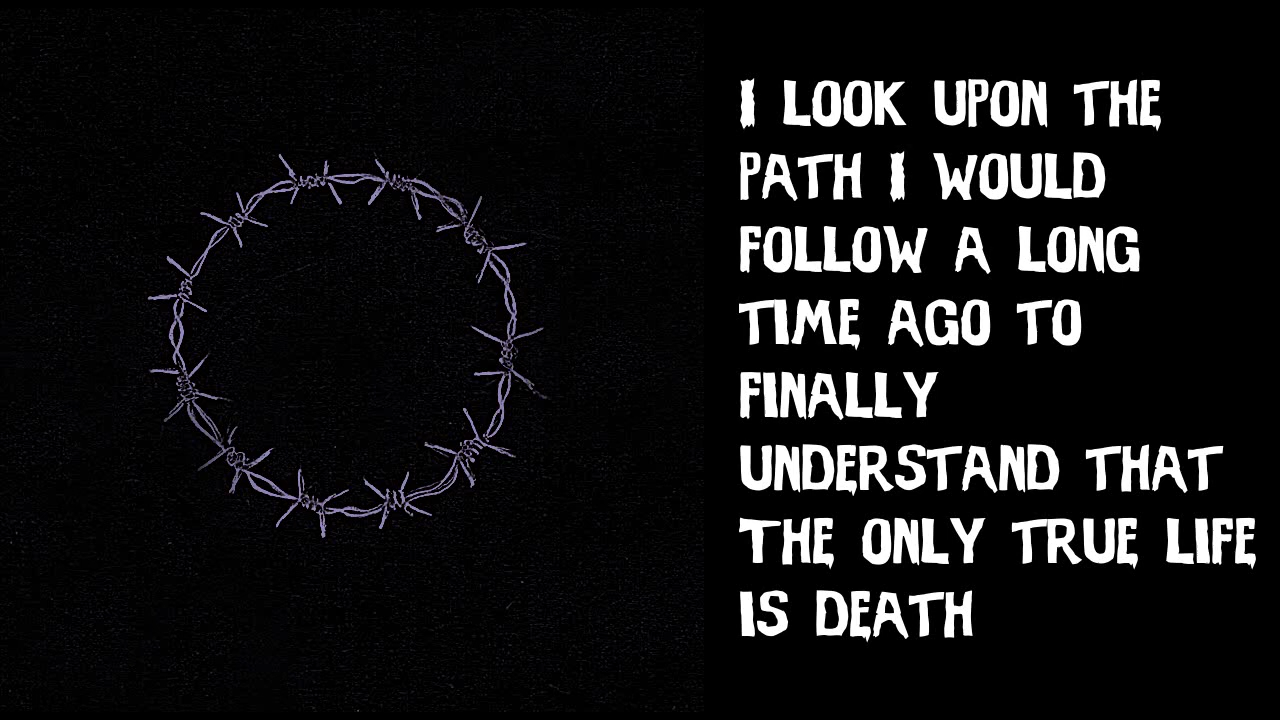 I LOOK UPON THE
PATH I WOULD
FOLLOW A LONG
TIME AGO TO
FINALLY
UNDERSTAND THAT
THE ONLY TRUE LIFE
IS DEATH